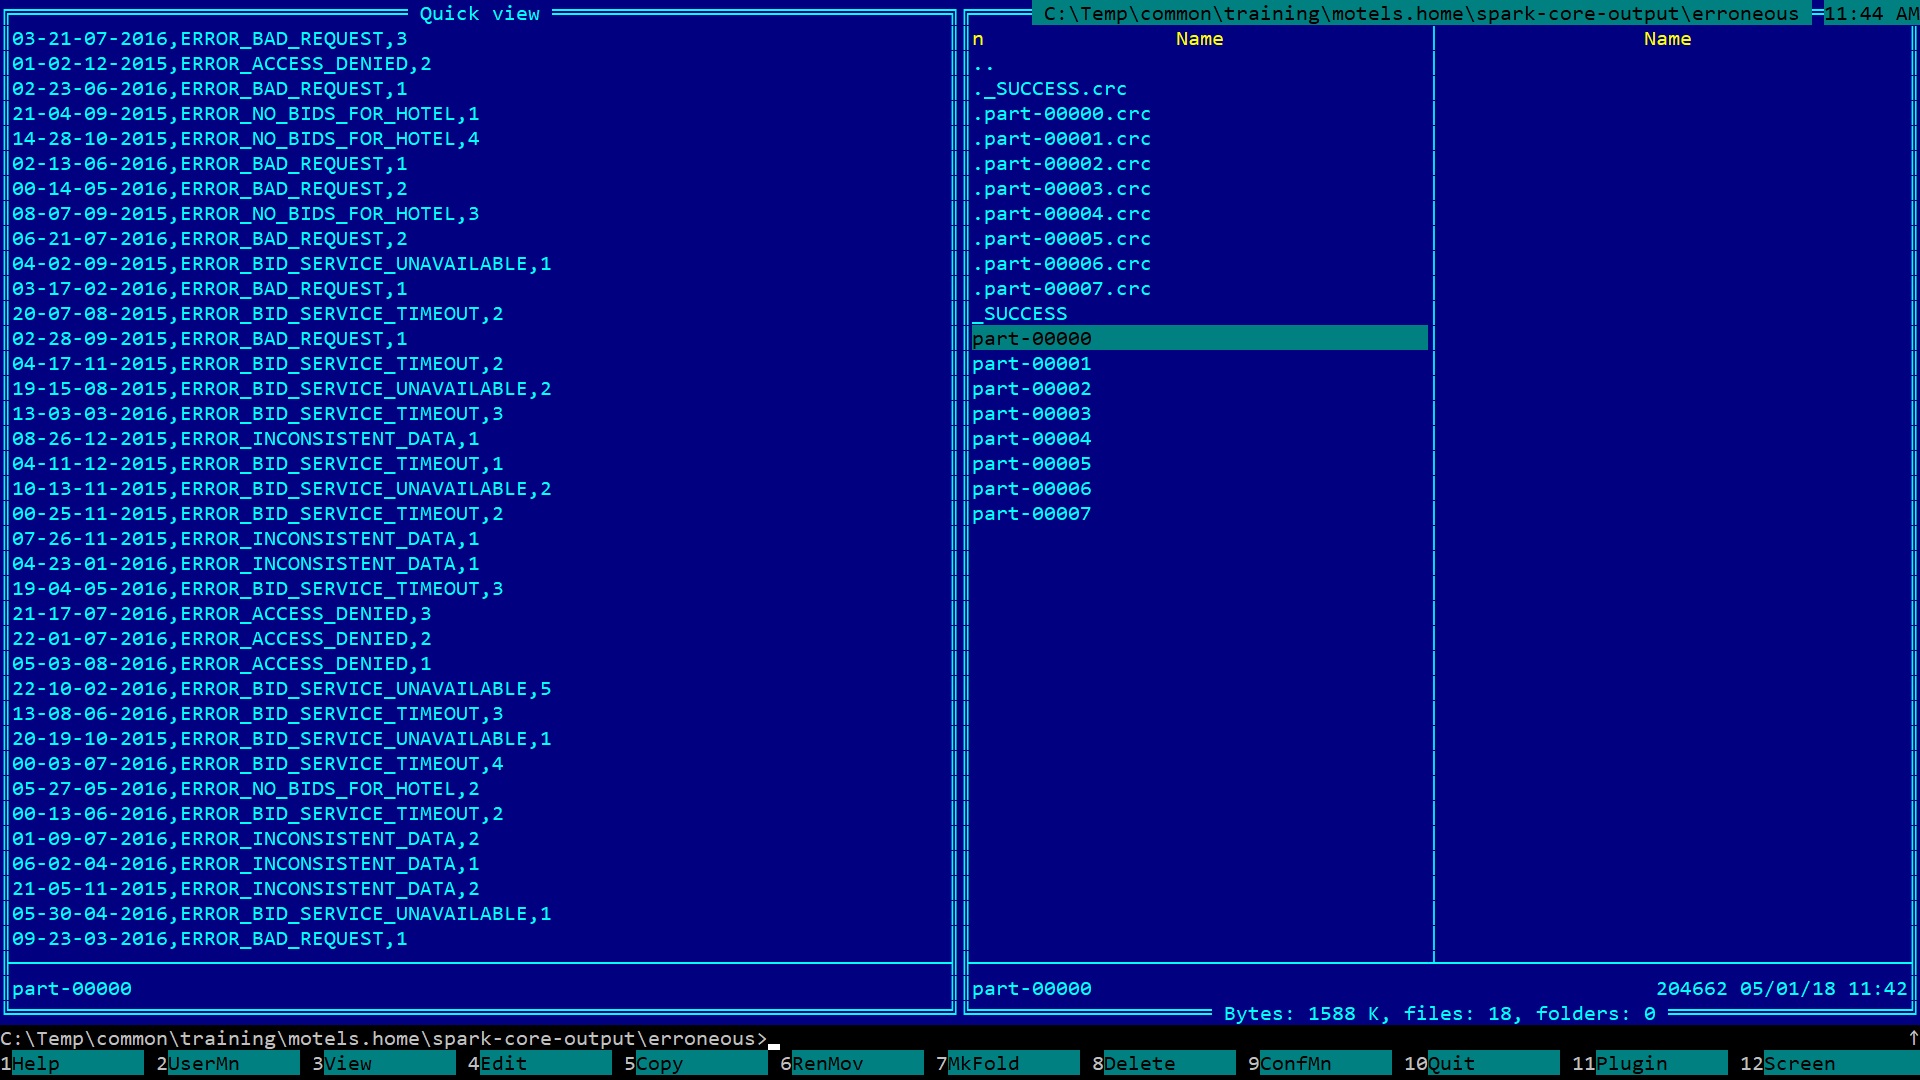 Quick view
03-21-07-2016,ERROR_BAD_REQUEST,3
01-02-12-2015,ERROR_ACCESS_DENIED,2
02-23-06-2016,ERROR_BAD_REQUEST,1
21-04-09-2015,ERROR_NO_BIDS_FOR_HOTEL,1
14-28-10-2015,ERROR_NO_BIDS_FOR_HOTEL,4
02-13-06-2016,ERROR_BAD_REQUEST,1
00-14-05-2016,ERROR_BAD_REQUEST,2
08-07-09-2015,ERROR_NO_BIDS_FOR_HOTEL,3
06-21-07-2016,ERROR_BAD_REQUEST,2
04-02-09-2015,ERROR_BID_SERVICE_UNAVAILABLE,1
03-17-02-2016,ERROR_BAD_REQUEST,1
20-07-08-2015,ERROR_BID_SERVICE_TIMEOUT,2
02-28-09-2015,ERROR_BAD_REQUEST,1
04-17-11-2015,ERROR_BID_SERVICE_TIMEOUT,2
19-15-08-2015,ERROR_BID_SERVICE_UNAVAILABLE,2
13-03-03-2016,ERROR_BID_SERVICE_TIMEOUT,3
08-26-12-2015,ERROR_INCONSISTENT_DATA,1
04-11-12-2015,ERROR_BID_SERVICE_TIMEOUT,1
10-13-11-2015,ERROR_BID_SERVICE_UNAVAILABLE,2
00-25-11-2015,ERROR_BID_SERVICE_TIMEOUT,2
07-26-11-2015,ERROR_INCONSISTENT_DATA,1
04-23-01-2016,ERROR_INCONSISTENT_DATA,1
19-04-05-2016,ERROR_BID_SERVICE_TIMEOUT,3
21-17-07-2016,ERROR_ACCESS_DENIED,3
22-01-07-2016,ERROR_ACCESS_DENIED,2
05-03-08-2016,ERROR_ACCESS_DENIED,1
22-10-02-2016,ERROR_BID_SERVICE_UNAVAILABLE,5
13-08-06-2016,ERROR_BID_SERVICE_TIMEOUT,3
20-19-10-2015,ERROR_BID_SERVICE_UNAVAILABLE,1
00-03-07-2016,ERROR_BID_SERVICE_TIMEOUT,4
05-27-05-2016,ERROR_NO_BIDS_FOR_HOTEL,2
00-13-06-2016,ERROR_BID_SERVICE_TIMEOUT,2
01-09-07-2016,ERROR_INCONSISTENT_DATA,2
06-02-04-2016,ERROR_INCONSISTENT_DATA,1
21-05-11-2015,ERROR_INCONSISTENT_DATA,2
05-30-04-2016,ERROR_BID_SERVICE_UNAVAILABLE,1
09-23-03-2016,ERROR_BAD_REQUEST,1
part-00000
C:\Temp\common\training\motels.home\spark-core-output\erroneous 11:44 AM
n Name Name
..
._SUCCESS.crc
.part-00000.crc
.part-00001.crc
.part-00002.crc
.part-00003.crc
.part-00004.crc
.part-00005.crc
.part-00006.crc
.part-00007.crc
_SUCCESS
part-00000
part-00001
part-00002
part-00003
part-00004
part-00005
part-00006
part-00007
part-00000 204662 05/01/18 11:42
Bytes: 1588 K, files: 18, folders: 0
C:\Temp\common\training\motels.home\spark-core-output\erroneous> ↑
1Help 2UserMn 3View 4Edit 5Copy 6RenMov 7MkFold 8Delete 9ConfMn 10Quit 11Plugin 12Screen